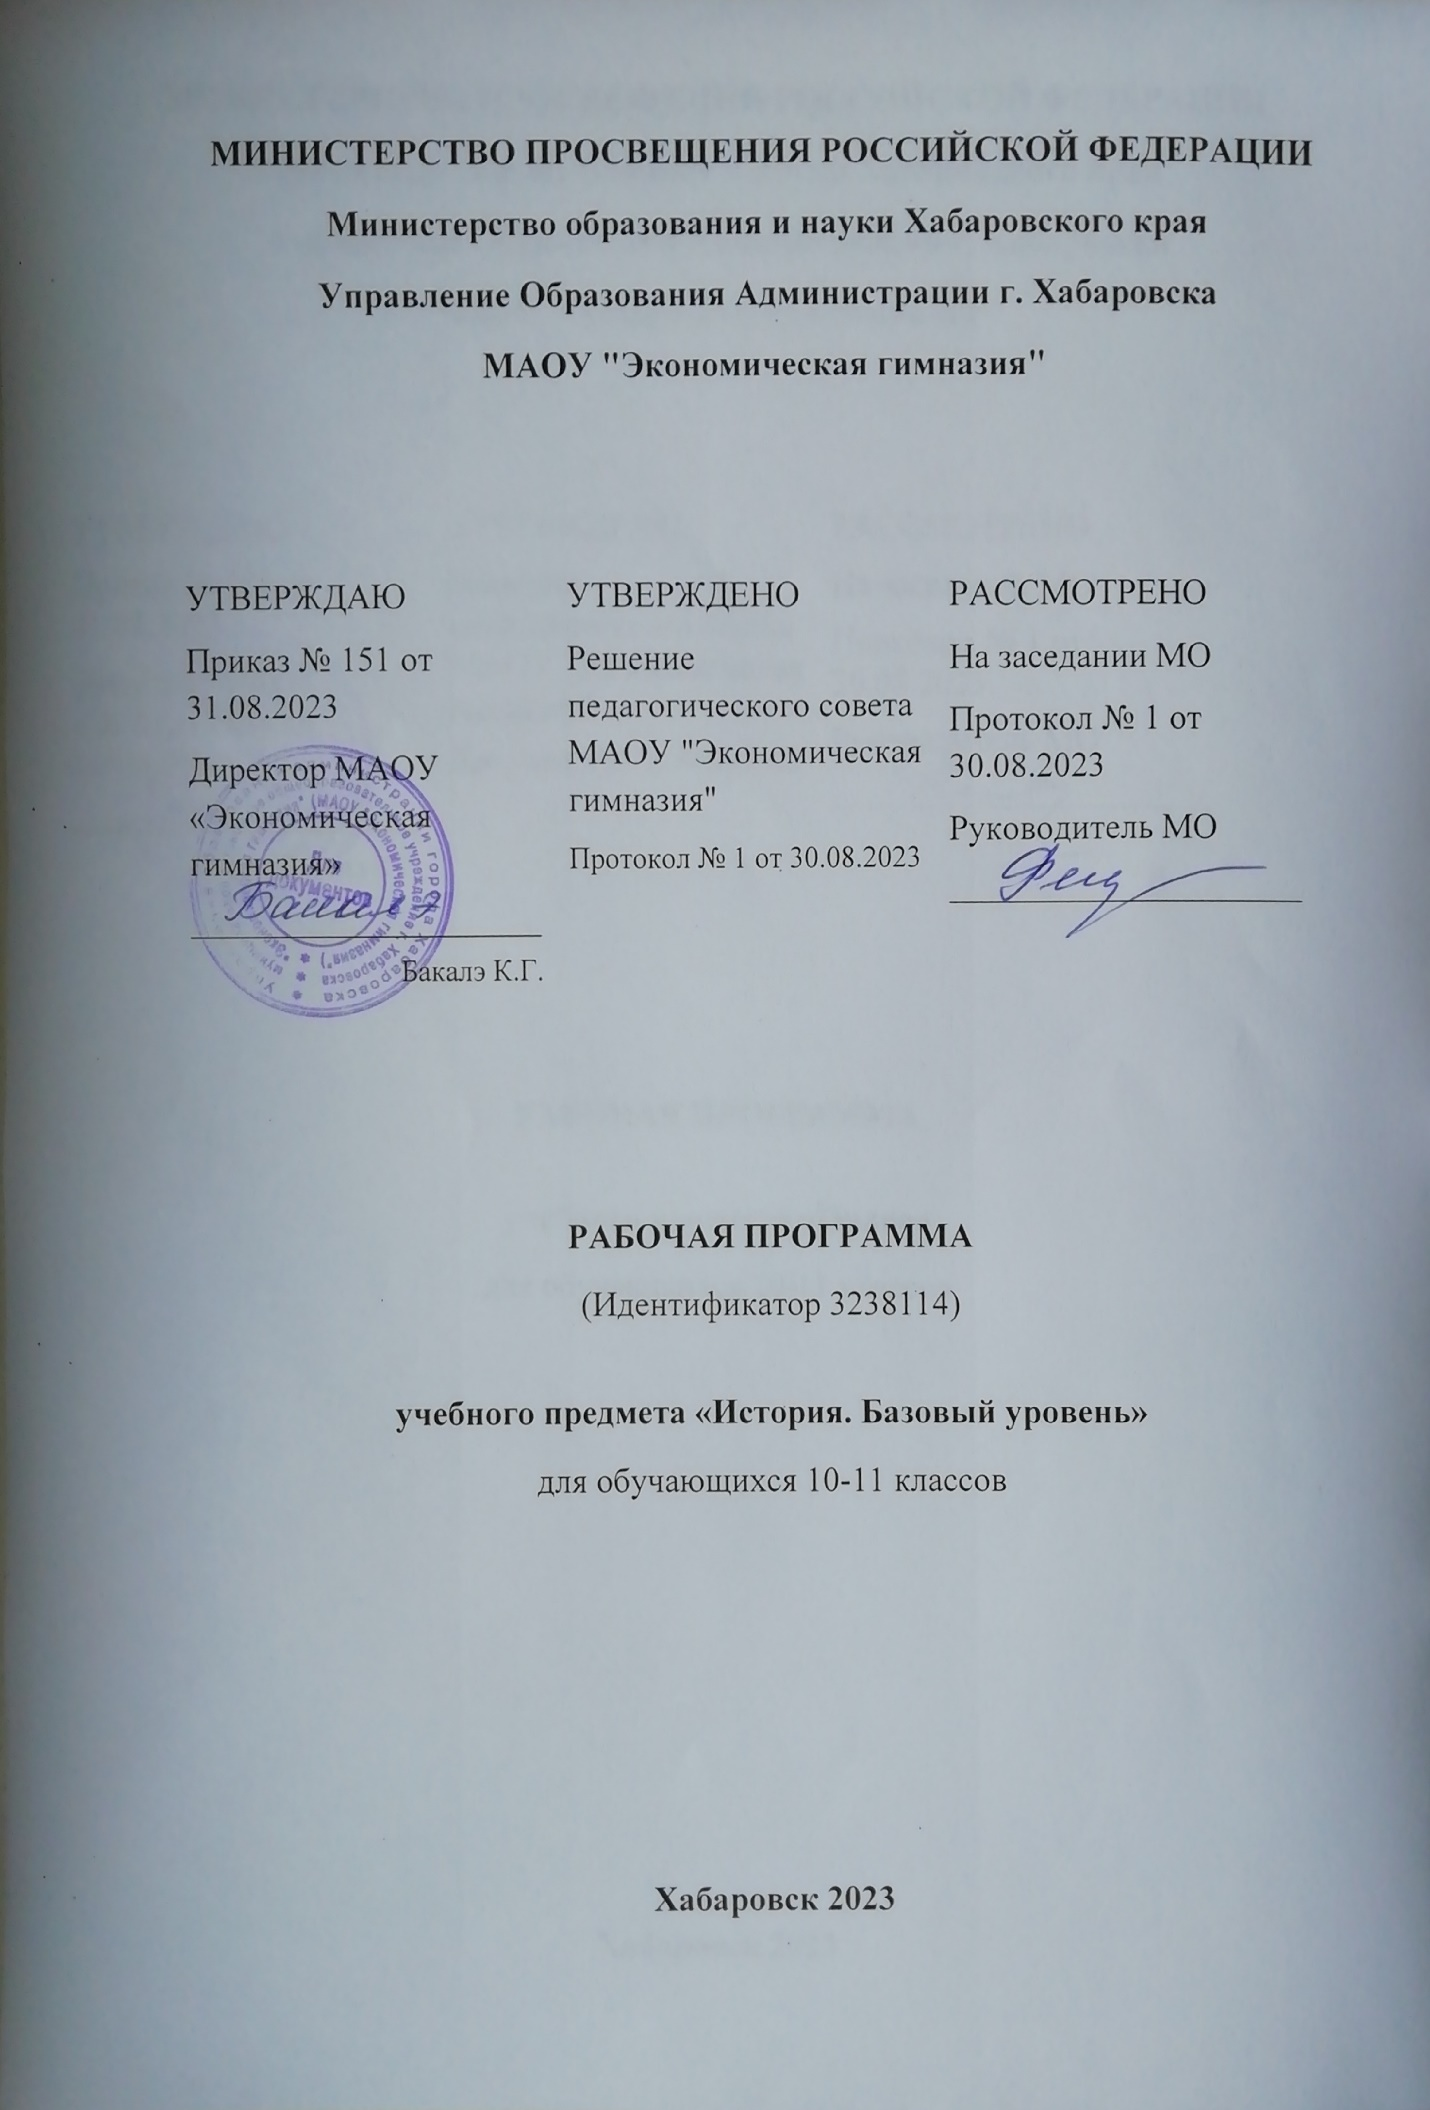 МИНИСТЕРСТВО ПРОСВЕЩЕНИЯ РОССИЙСКОЙ ФЕДЕРАЦИИ
Министерство образования и науки Хабаровского края
Управление Образования Администрации г. Хабаровска
МАОУ "Экономическая гимназия"
УТВЕРЖДАЮ
Приказ № 151 от
31.08.2023
Директор МАОУ
«Экономическая
гимназия»
Бакалэ К.Г.
Для
документов
УТВЕРЖДЕНО
Решение
педагогического совета
МАОУ "Экономическая
гимназия"
Протокол № 1 от 30.08.2023
РАССМОТРЕНО
На заседании МО
Протокол № 1 от
30.08.2023
Руководитель МО
РАБОЧАЯ ПРОГРАММА
(Идентификатор 3238114)
учебного предмета «История. Базовый уровень»
для обучающихся 10-11 классов
Хабаровск 2023